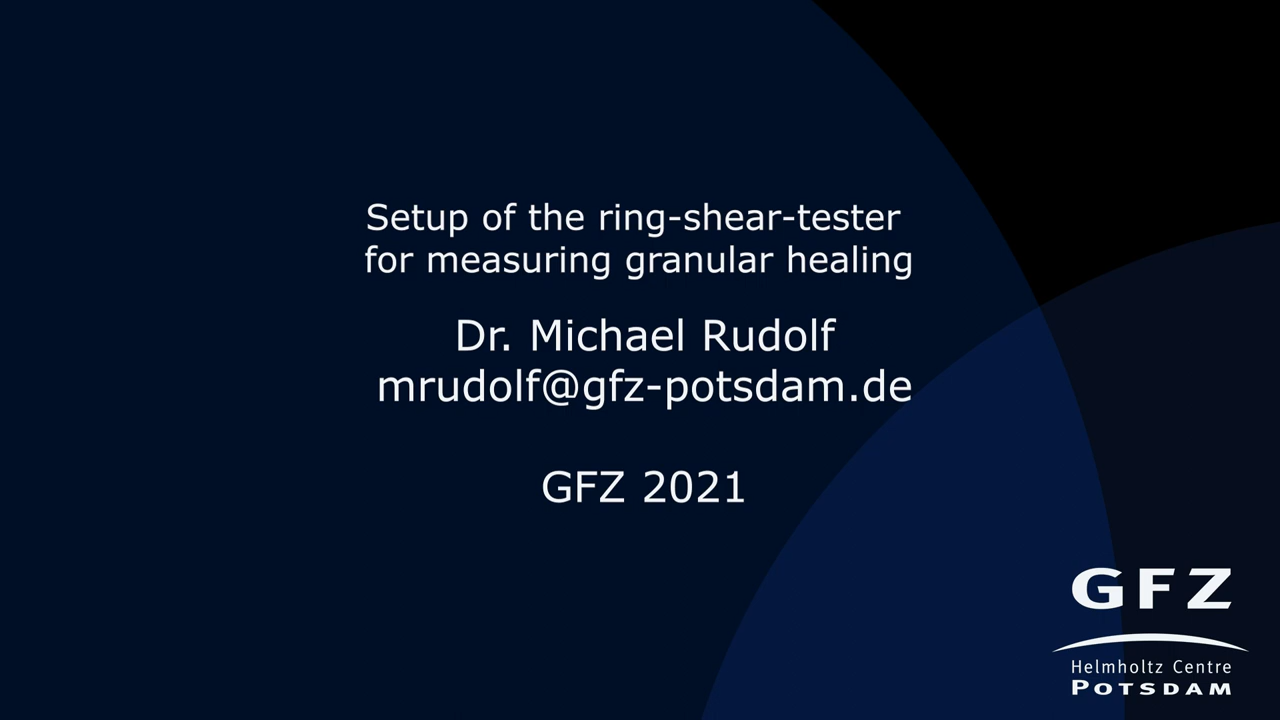 Setup of the ring-shear-tester
for measuring granular healing
Dr. Michael Rudolf
mrudolf@gfz-potsdam.de
GFZ 2021
GFZ
Helmholtz Centre
POTSDAM